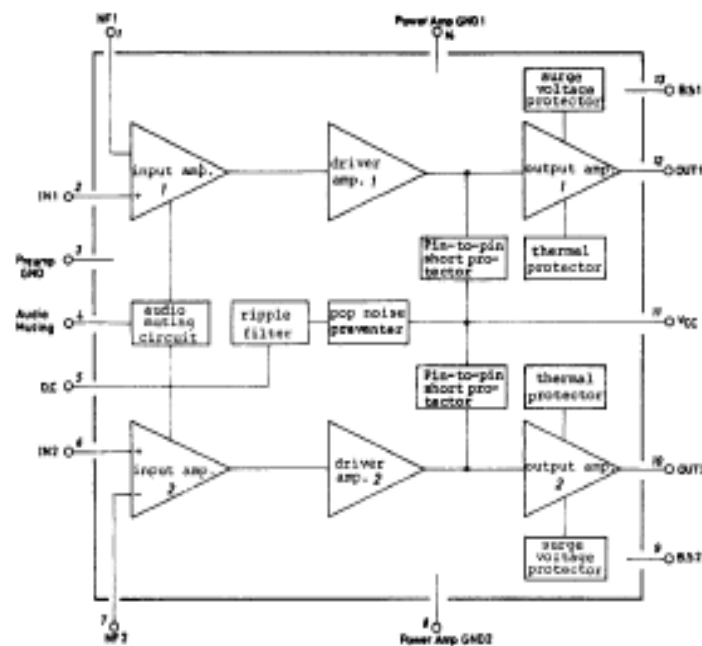 NF1
1
Power Amp GND1
14
surge
voltage
protector
13
BS1
input amp.
1
driver
amp. 1
output amp.
1
12
OUT1
IN1
2
+
3
Preamp
GND
Pin-to-pin
short pro-
tector
thermal
protector
Audio
Muting
4
audio
muting
circuit
ripple
filter
pop noise
preventer
11
VCC
D.C
5
Pin-to-pin
short pro-
tector
thermal
protector
IN2
6
+
input amp.
2
driver
amp. 2
output amp.
2
10
OUT2
−
surge
voltage
protector
9
BS2
7
NF2
8
Power Amp GND2